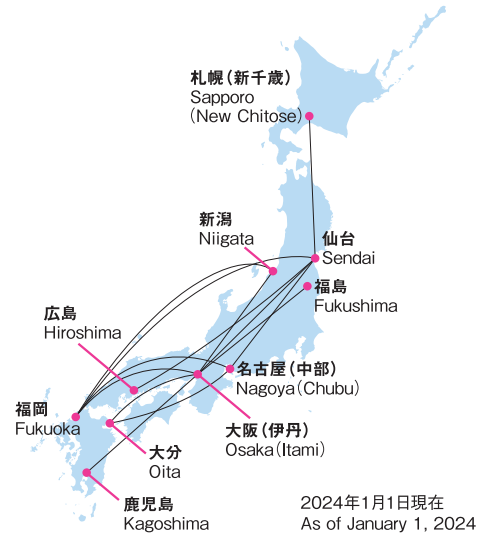 札幌（新千歳）
Sapporo
(New Chitose)
新潟
Niigata
仙台
Sendai
福島
Fukushima
広島
Hiroshima
名古屋（中部）
Nagoya(Chubu)
福岡
Fukuoka
大阪（伊丹）
Osaka(Itami)
大分
Oita
鹿児島
Kagoshima
2024年1月1日現在
As of January 1, 2024